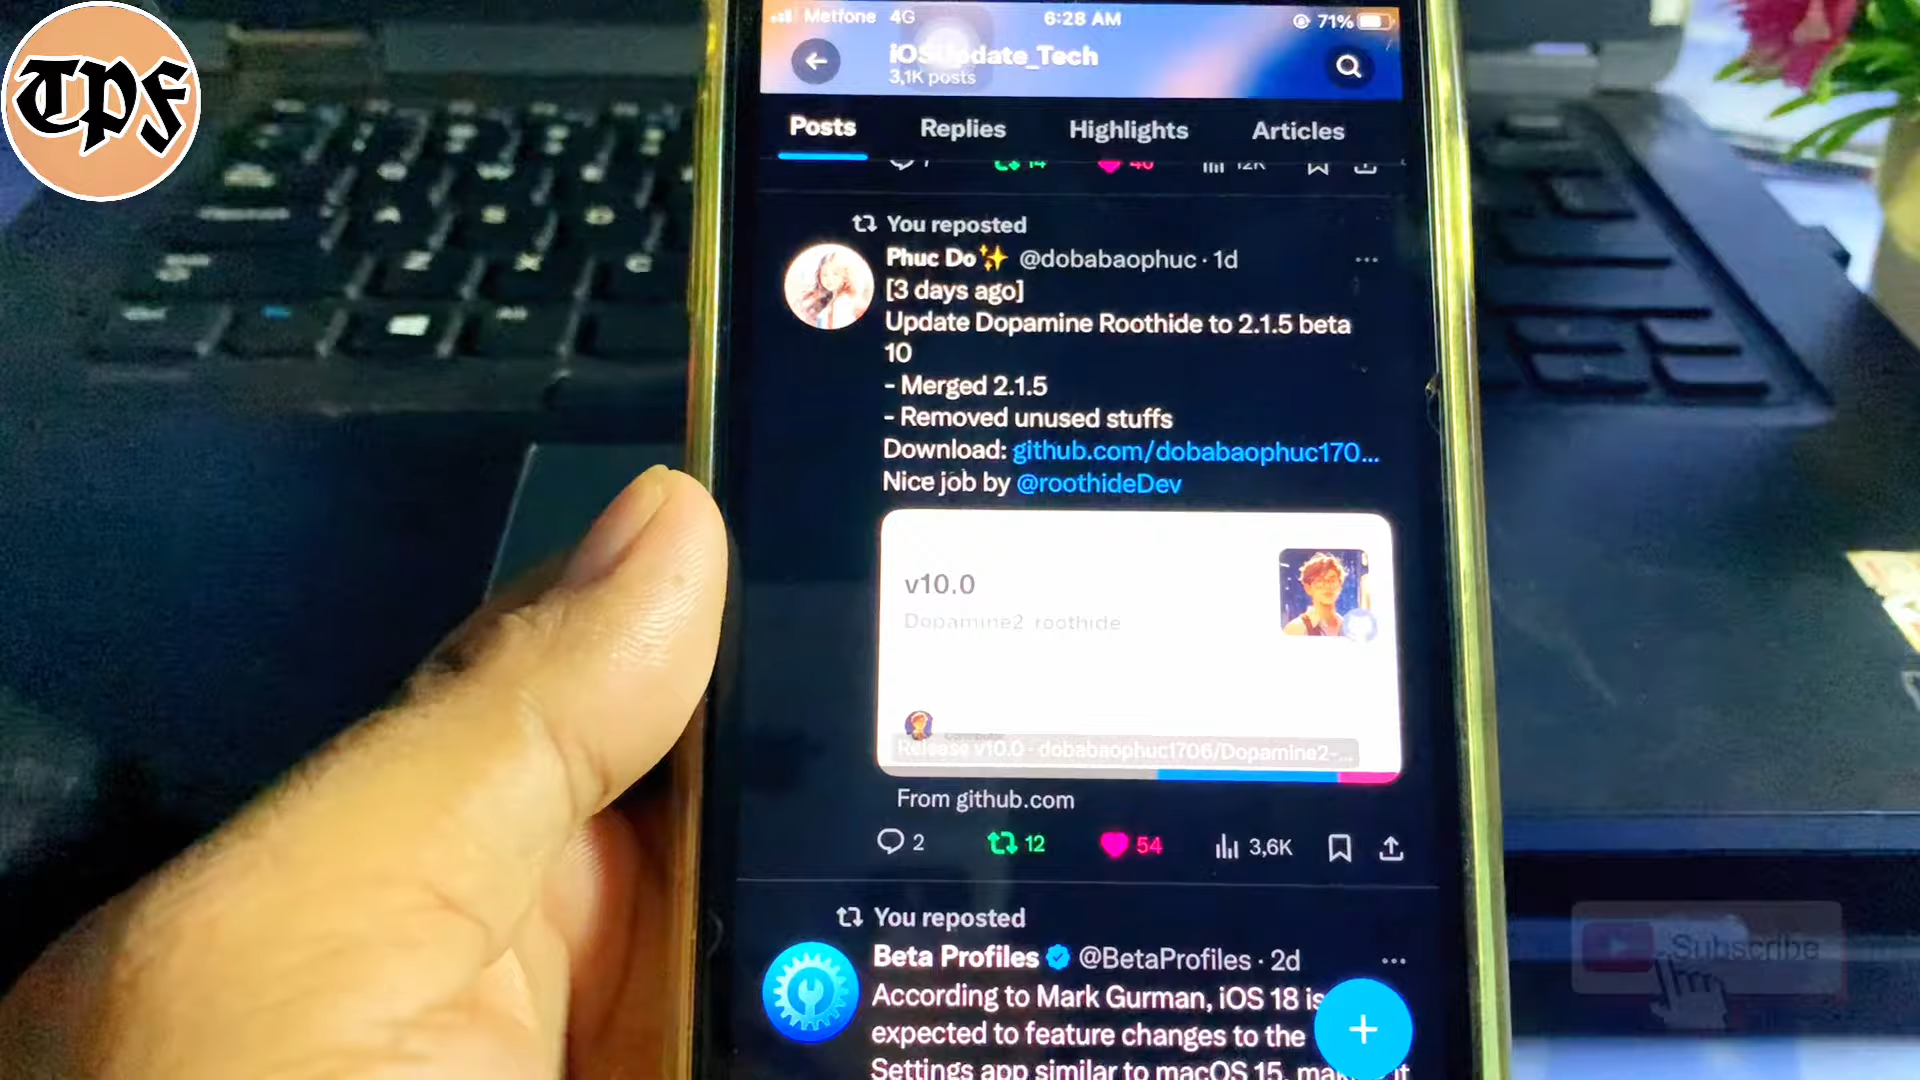 TPF
Metfone 4G
6:28 AM
71%
iOSUpdate_Tech
3,1K posts
Posts
Replies
Highlights
Articles
14
12K
You reposted
Phuc Do✨ @dobabaophuc · 1d
[3 days ago]
Update Dopamine Roothide to 2.1.5 beta
10
- Merged 2.1.5
- Removed unused stuffs
Download: github.com/dobabaophuc170...
Nice job by @roothideDev
v10.0
Dopamine2 roothide
Release v10.0 · dobabaophuc1706/Dopamine2-...
From github.com
2
12
54
3,6K
You reposted
Beta Profiles @BetaProfiles · 2d
According to Mark Gurman, iOS 18 is
expected to feature changes to the
Settings app similar to macOS 15,
Subscribe
A
S
D
Z
X
C